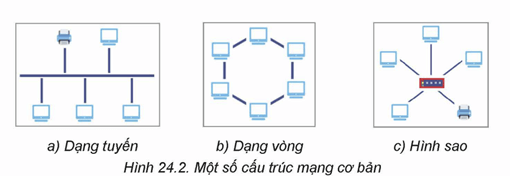 a) Dạng tuyến b) Dạng vòng c) Hình sao
Hình 24.2. Một số cấu trúc mạng cơ bản